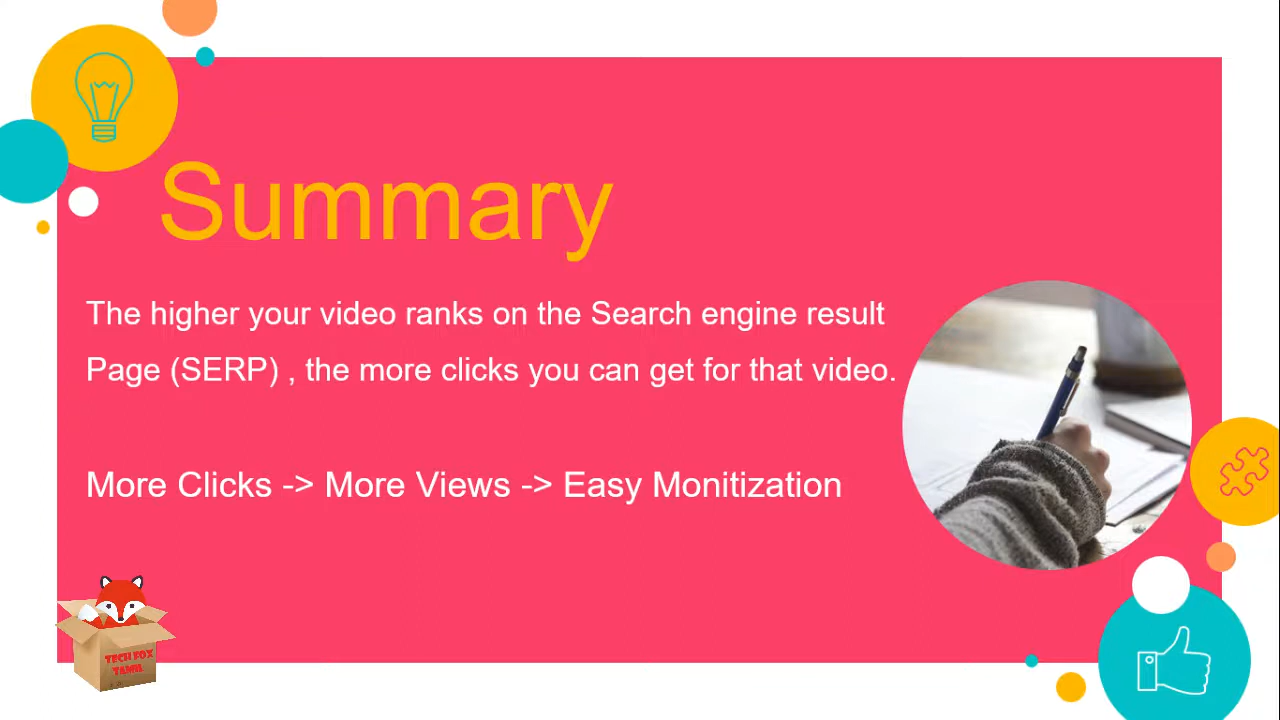 Summary
The higher your video ranks on the Search engine result
Page (SERP) , the more clicks you can get for that video.
More Clicks -> More Views -> Easy Monitization
TECH FOX
TAMIL